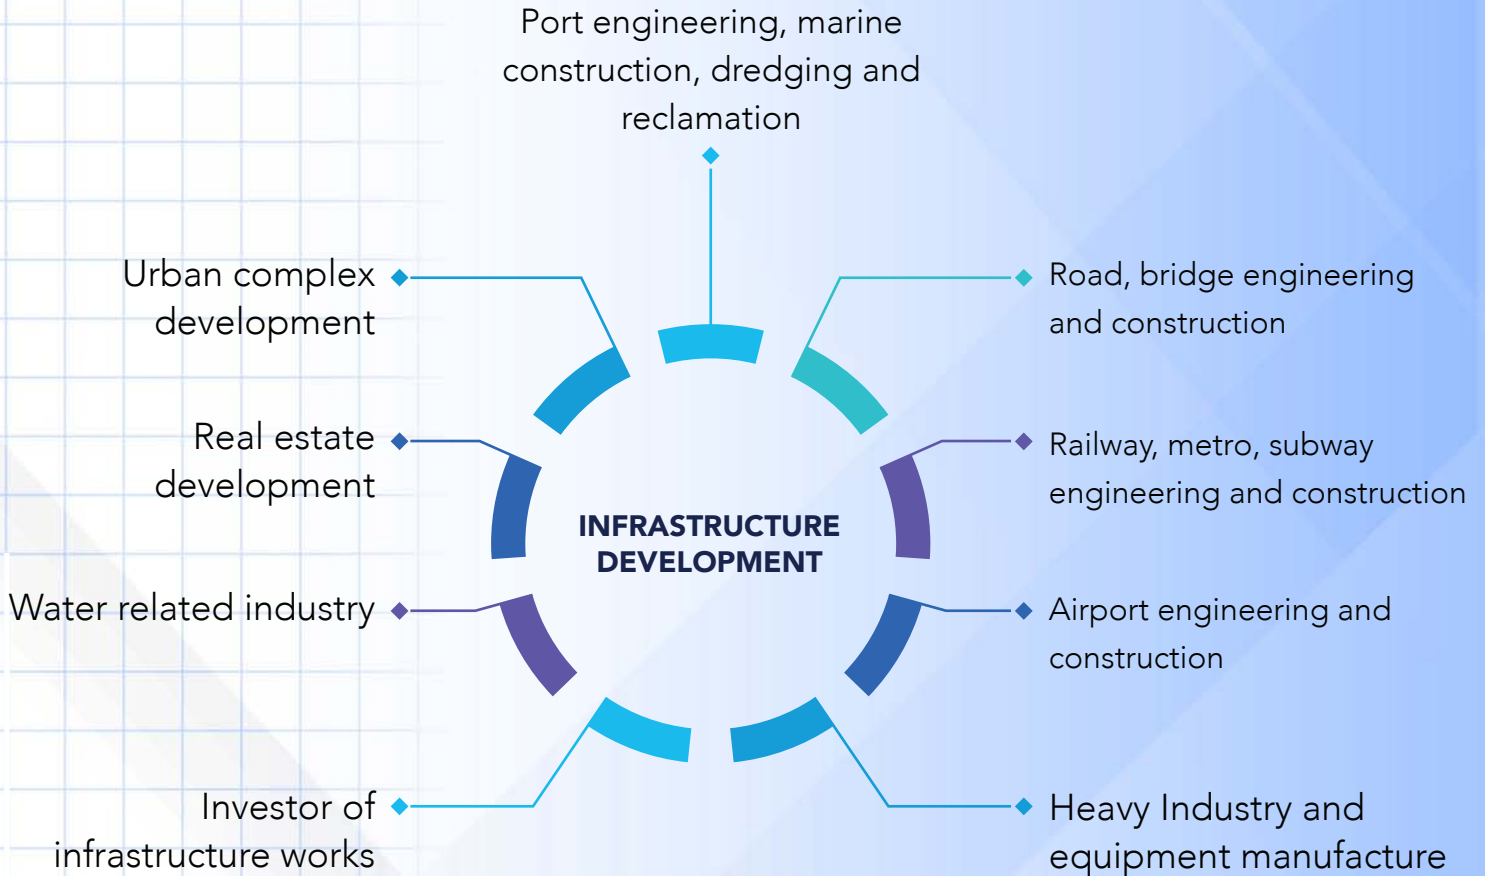 Port engineering, marine
construction, dredging and
reclamation
Urban complex
development
Road, bridge engineering
and construction
Real estate
development
Railway, metro, subway
engineering and construction
INFRASTRUCTURE
DEVELOPMENT
Water related industry
Airport engineering and
construction
Investor of
infrastructure works
Heavy Industry and
equipment manufacture